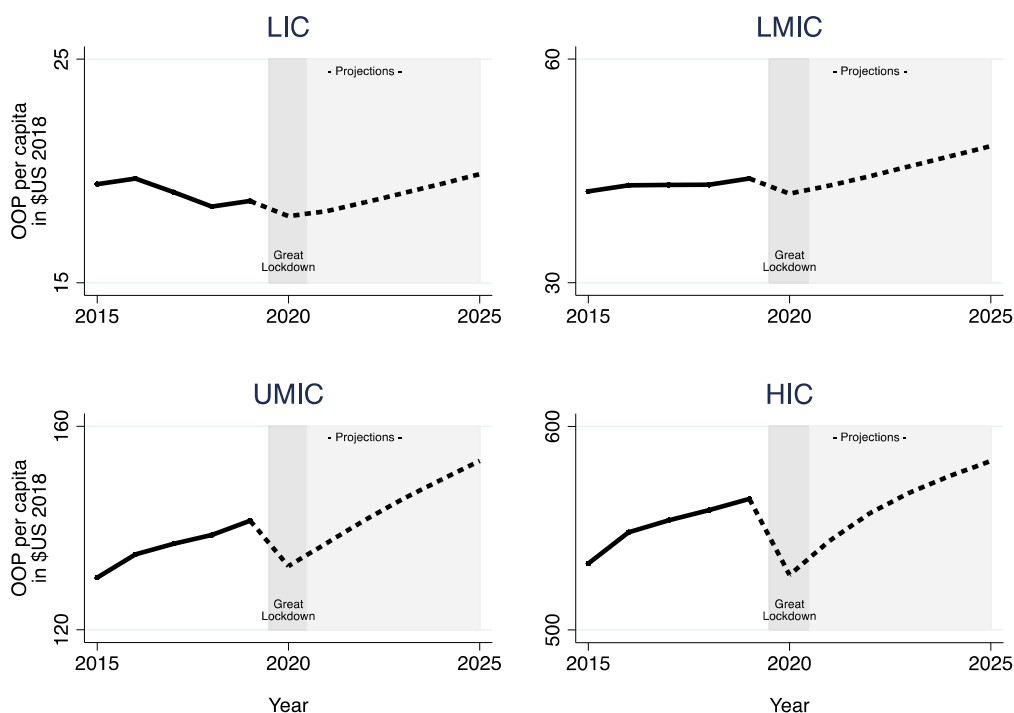 LIC
25
15
OOP per capita
in $US 2018
- Projections -
Great
Lockdown
2015
2020
2025
LMIC
60
30
- Projections -
Great
Lockdown
2015
2020
2025
UMIC
160
120
OOP per capita
in $US 2018
- Projections -
Great
Lockdown
2015
2020
2025
Year
HIC
600
500
- Projections -
Great
Lockdown
2015
2020
2025
Year